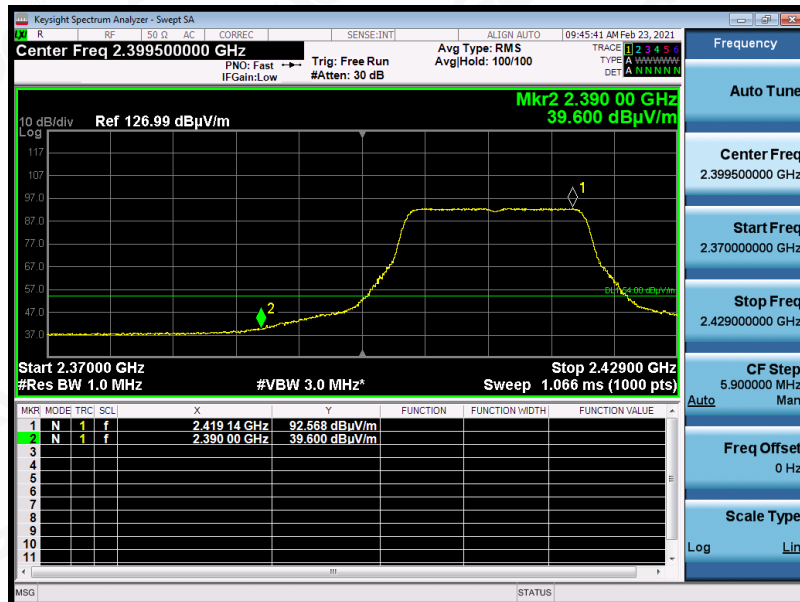 Keysight Spectrum Analyzer - Swept SA
LXI R RF 50 Ω AC CORREC SENSE:INT ALIGN AUTO 09:45:41 AM Feb 23, 2021
Center Freq 2.399500000 GHz
PNO: Fast
IFGain:Low
Trig: Free Run
#Atten: 30 dB
Avg Type: RMS
Avg|Hold: 100/100
TRACE 1 2 3 4 5 6
TYPE A WWWWW
DET A N N N N N
Mkr2 2.390 00 GHz
39.600 dBµV/m
10 dB/div Ref 126.99 dBµV/m
Log
117
107
97.0
87.0
77.0
67.0
57.0
47.0
37.0
1
2
DL1 54.00 dBµV/m
Start 2.37000 GHz Stop 2.42900 GHz
#Res BW 1.0 MHz #VBW 3.0 MHz* Sweep 1.066 ms (1000 pts)
MKR MODE TRC SCL X Y FUNCTION FUNCTION WIDTH FUNCTION VALUE
1 N 1 f 2.419 14 GHz 92.568 dBµV/m
2 N 1 f 2.390 00 GHz 39.600 dBµV/m
3
4
5
6
7
8
9
10
11
MSG STATUS
Frequency
Auto Tune
Center Freq
2.399500000 GHz
Start Freq
2.370000000 GHz
Stop Freq
2.429000000 GHz
CF Step
5.900000 MHz
Auto Man
Freq Offset
0 Hz
Scale Type
Log Lin